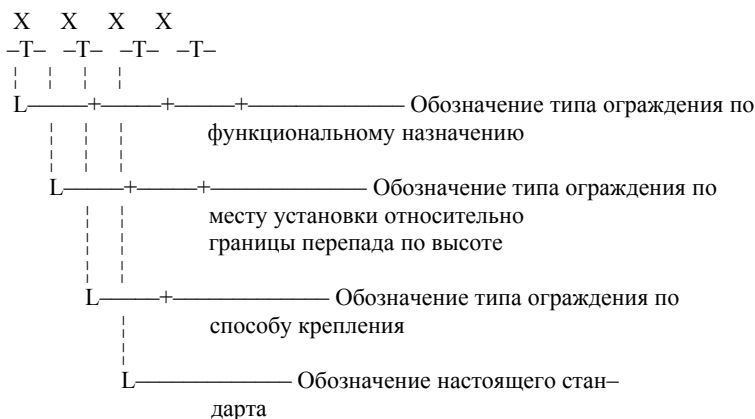 X X X X
–T– –T– –T– –T–
¦ ¦ ¦ ¦
L———+———+———+———————— Обозначение типа ограждения по
¦ ¦ ¦ функциональному назначению
¦ ¦ ¦
L———+———+———————— Обозначение типа ограждения по
¦ ¦ месту установки относительно
¦ ¦ границы перепада по высоте
¦ ¦
L———+———————— Обозначение типа ограждения по
¦ способу крепления
¦
L———————— Обозначение настоящего стан–
дарта